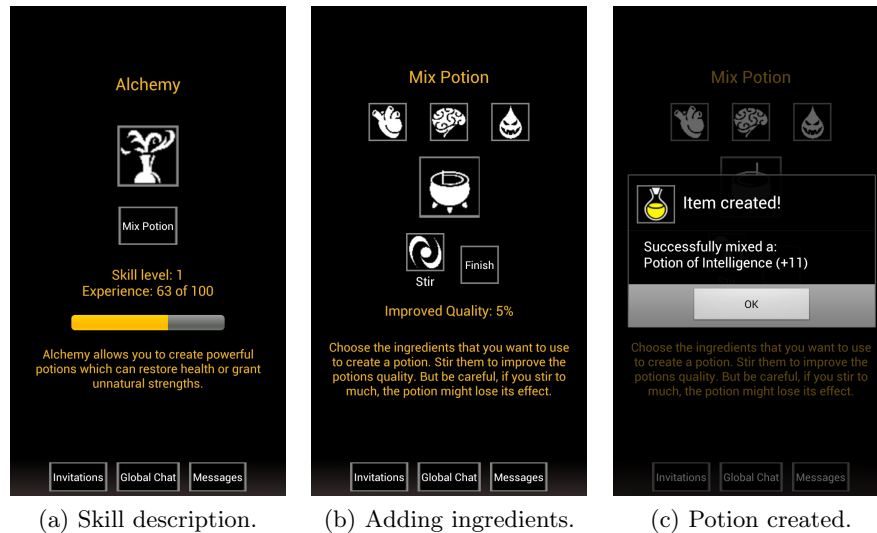 Alchemy
Mix Potion
Skill level: 1
Experience: 63 of 100
Alchemy allows you to create powerful
potions which can restore health or grant
unnatural strengths.
Invitations
Global Chat
Messages
(a) Skill description.
Mix Potion
Stir
Finish
Improved Quality: 5%
Choose the ingredients that you want to use
to create a potion. Stir them to improve the
potions quality. But be careful, if you stir to
much, the potion might lose its effect.
Invitations
Global Chat
Messages
(b) Adding ingredients.
Mix Potion
Item created!
Successfully mixed a:
Potion of Intelligence (+11)
OK
Choose the ingredients that you want to use
to create a potion. Stir them to improve the
potions quality. But be careful, if you stir to
much, the potion might lose its effect.
Invitations
Global Chat
Messages
(c) Potion created.